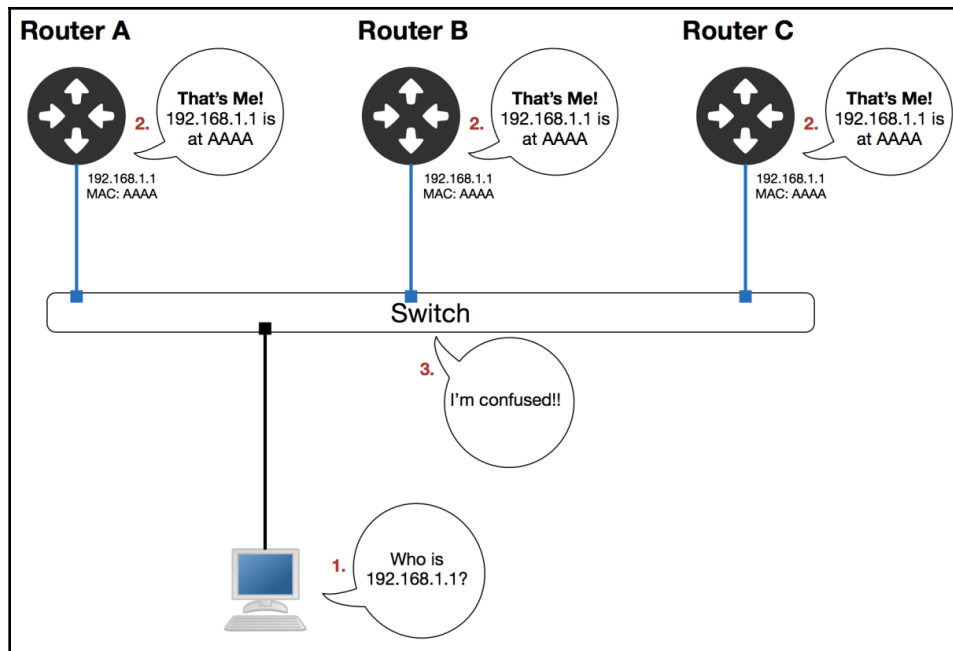 Router A
Router B
Router C
2.
That's Me!
192.168.1.1 is
at AAAA
2.
That's Me!
192.168.1.1 is
at AAAA
2.
That's Me!
192.168.1.1 is
at AAAA
192.168.1.1
MAC: AAAA
192.168.1.1
MAC: AAAA
192.168.1.1
MAC: AAAA
Switch
3.
I'm confused!!
1.
Who is
192.168.1.1?